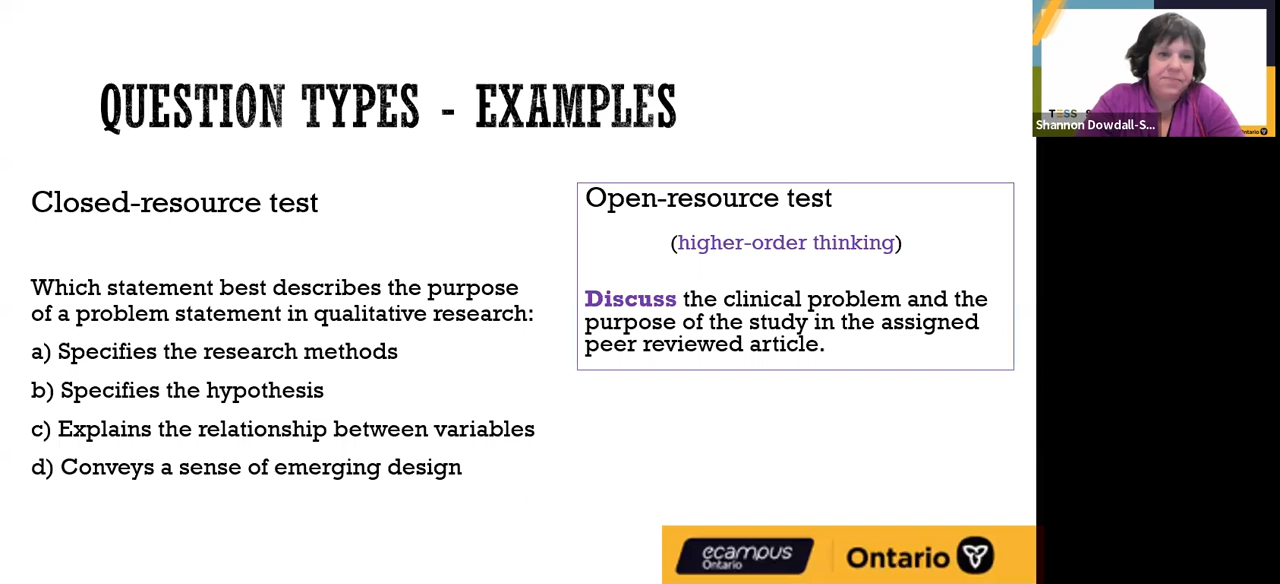 QUESTION TYPES - EXAMPLES
Closed-resource test
Which statement best describes the purpose
of a problem statement in qualitative research:
a) Specifies the research methods
b) Specifies the hypothesis
c) Explains the relationship between variables
d) Conveys a sense of emerging design
Open-resource test
(higher-order thinking)
Discuss the clinical problem and the
purpose of the study in the assigned
peer reviewed article.
TESS
Shannon Dowdall-S...
Ontario
ecampus
Ontario
Ontario